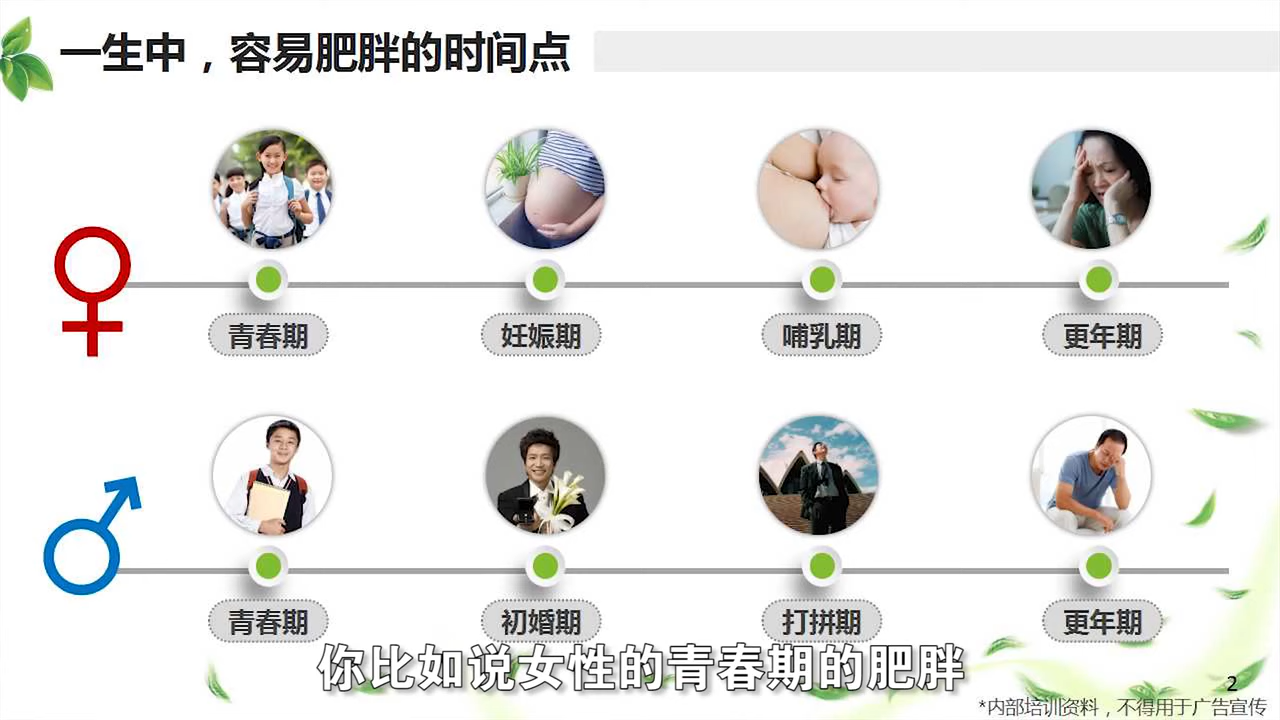 一生中，容易肥胖的时间点
青春期
妊娠期
哺乳期
更年期
青春期
初婚期
打拼期
更年期
你比如说女性的青春期的肥胖
2
*内部培训资料，不得用于广告宣传